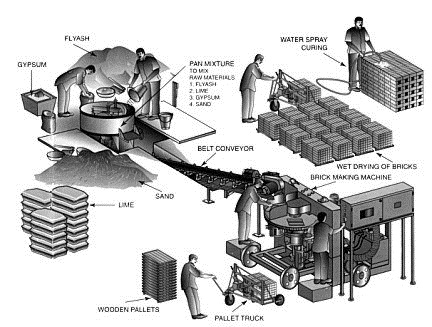 FLYASH
WATER SPRAY
CURING
GYPSUM
PAN MIXTURE
TO MIX
RAW MATERIALS
1. FLYASH
2. LIME
3. GYPSUM
4. SAND
BELT CONVEYOR
WET DRYING OF BRICKS
BRICK MAKING MACHINE
SAND
LIME
WOODEN PALLETS
PALLET TRUCK